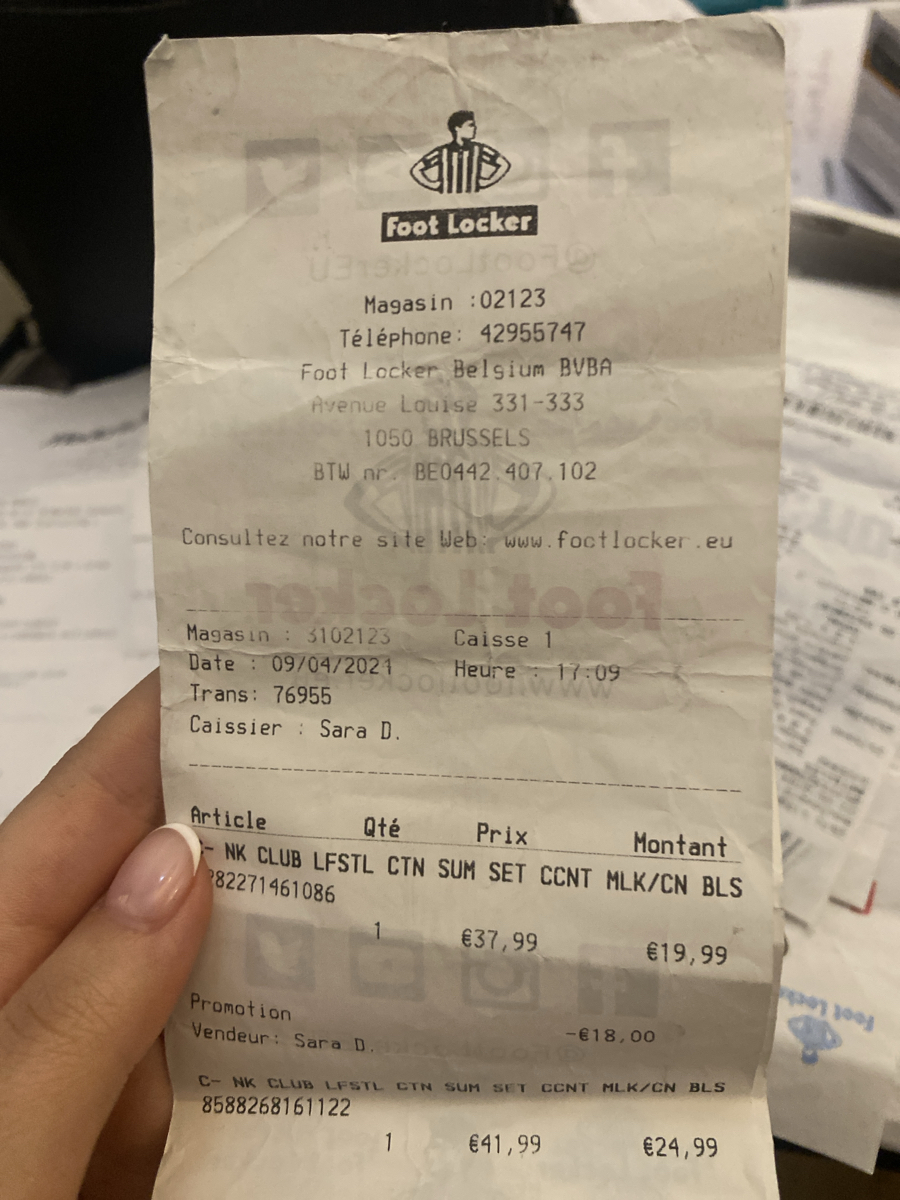 Foot Locker
Magasin :02123
Téléphone: 42955747
Foot Locker Belgium BVBA
Avenue Louise 331-333
1050 BRUSSELS
BTW nr. BE0442.407.102
Consultez notre site Web: www.footlocker.eu
Magasin : 3102123 Caisse 1
Date : 09/04/2021 Heure : 17:09
Trans: 76955
Caissier : Sara D.
Article Qté Prix Montant
C- NK CLUB LFSTL CTN SUM SET CCNT MLK/CN BLS
82271461086
1 €37,99 €19,99
Promotion -€18,00
Vendeur: Sara D.
C- NK CLUB LFSTL CTN SUM SET CCNT MLK/CN BLS
8588268161122
1 €41,99 €24,99
Foot Locker